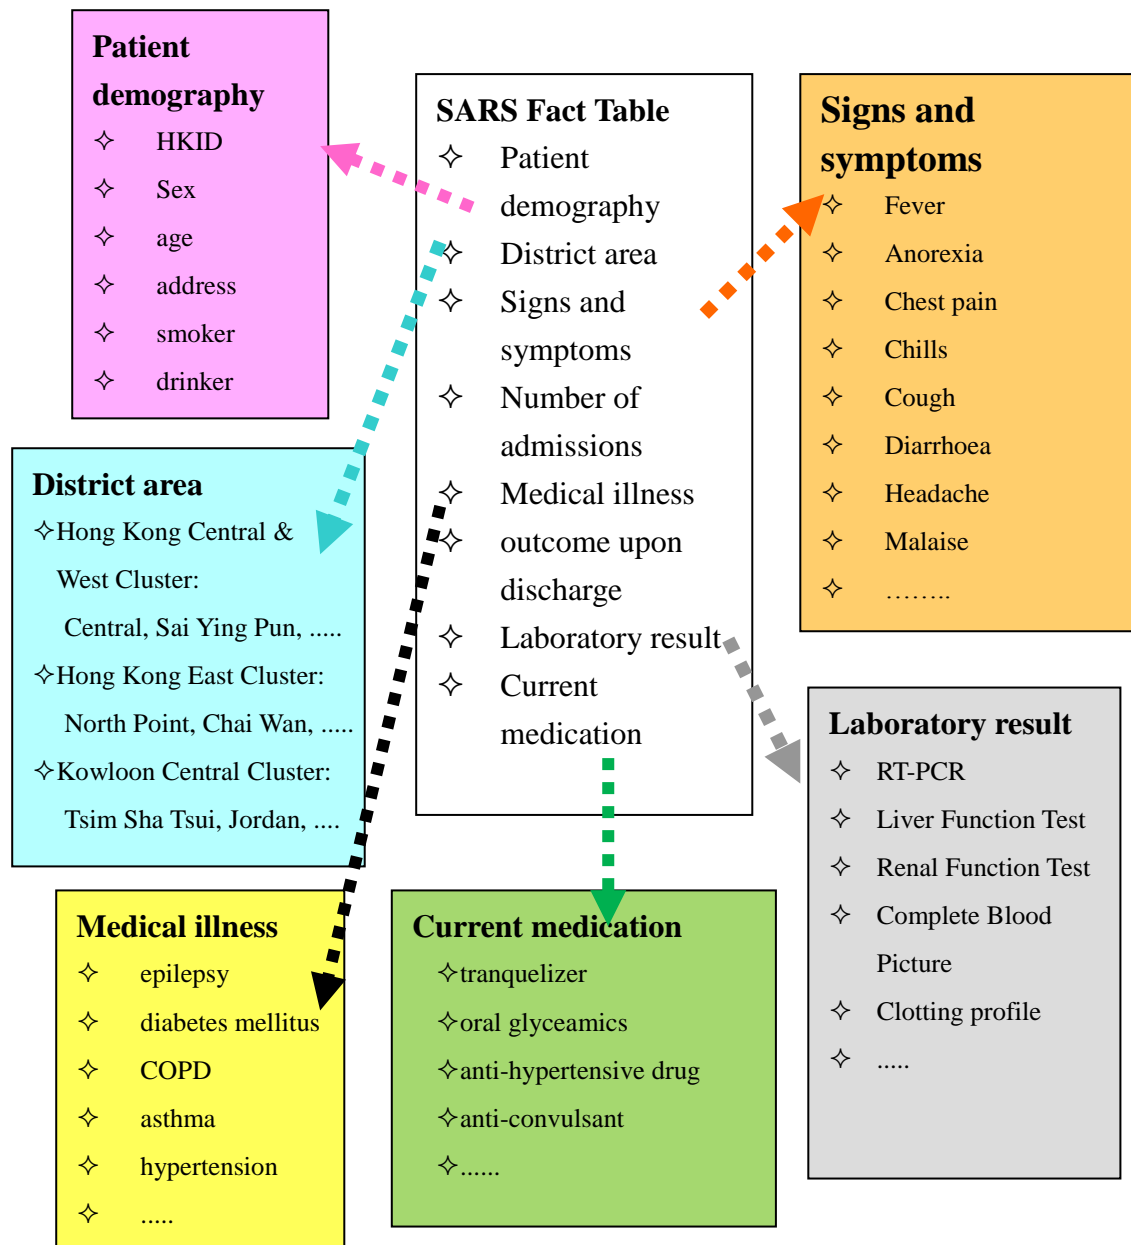 Patient
demography
✧ HKID
✧ Sex
✧ age
✧ address
✧ smoker
✧ drinker
SARS Fact Table
✧ Patient
demography
✧ District area
✧ Signs and
symptoms
✧ Number of
admissions
✧ Medical illness
✧ outcome upon
discharge
✧ Laboratory result
✧ Current
medication
Signs and
symptoms
✧ Fever
✧ Anorexia
✧ Chest pain
✧ Chills
✧ Cough
✧ Diarrhoea
✧ Headache
✧ Malaise
✧ ……..
District area
✧Hong Kong Central &
West Cluster:
Central, Sai Ying Pun, .....
✧Hong Kong East Cluster:
North Point, Chai Wan, .....
✧Kowloon Central Cluster:
Tsim Sha Tsui, Jordan, ....
Laboratory result
✧ RT-PCR
✧ Liver Function Test
✧ Renal Function Test
✧ Complete Blood
Picture
✧ Clotting profile
✧ .....
Medical illness
✧ epilepsy
✧ diabetes mellitus
✧ COPD
✧ asthma
✧ hypertension
✧ .....
Current medication
✧tranquelizer
✧oral glyceamics
✧anti-hypertensive drug
✧anti-convulsant
✧......